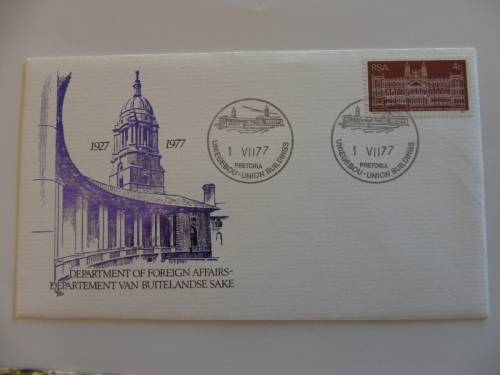 RSA 4c
1927 1977
1 VII 77
PRETORIA
UNIEGEBOU - UNION BUILDINGS
1 VII 77
PRETORIA
UNIEGEBOU - UNION BUILDINGS
DEPARTMENT OF FOREIGN AFFAIRS-
DEPARTEMENT VAN BUITELANDSE SAKE